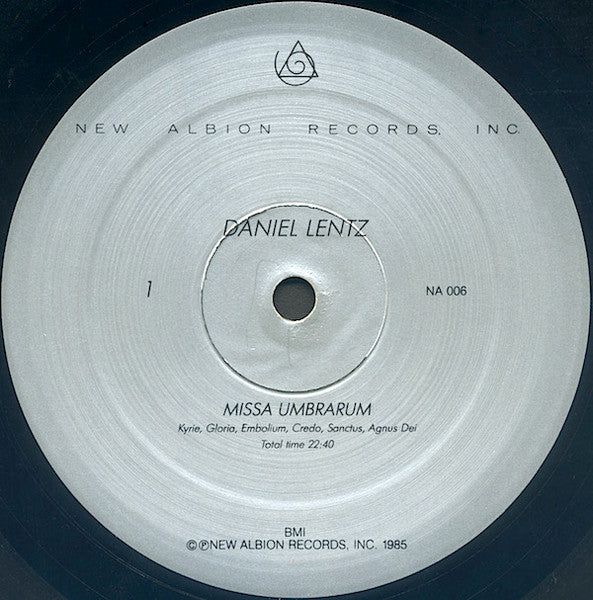 NEW ALBION RECORDS, INC.
DANIEL LENTZ
1
NA 006
MISSA UMBRARUM
Kyrie, Gloria, Embolium, Credo, Sanctus, Agnus Dei
Total time 22:40
BMI
©℗NEW ALBION RECORDS, INC. 1985